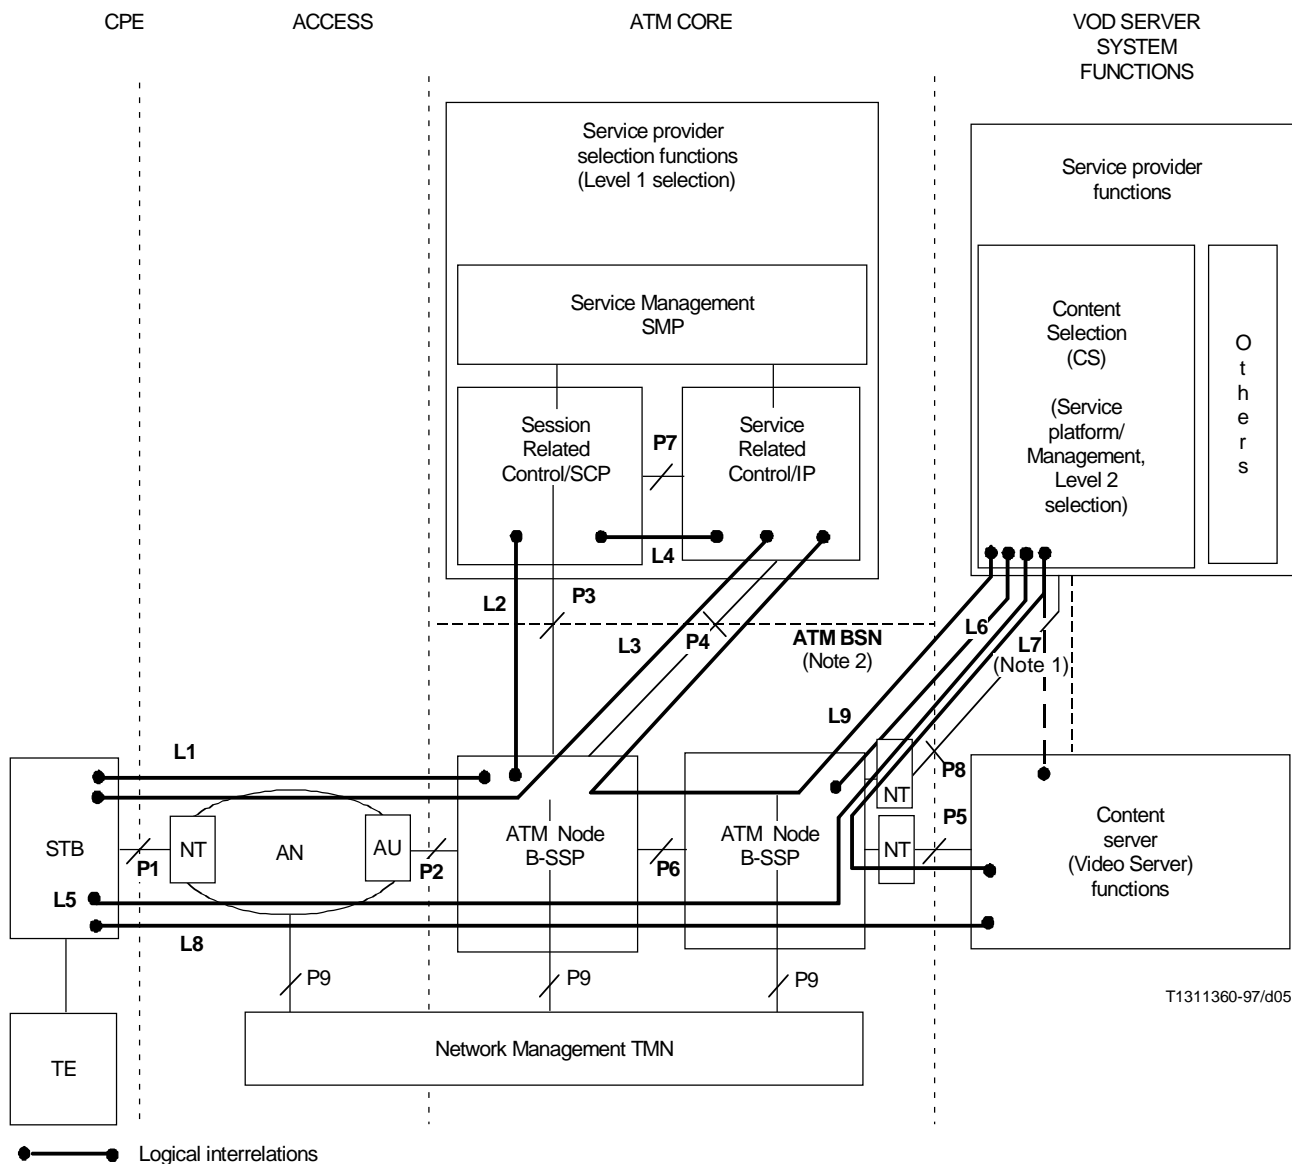 CPE
ACCESS
ATM CORE
VOD SERVER
SYSTEM
FUNCTIONS
Service provider
selection functions
(Level 1 selection)
Service provider
functions
Service Management
SMP
Content
Selection
(CS)
(Service
platform/
Management,
Level 2
selection)
O
t
h
e
r
s
Session
Related
Control/SCP
P7
Service
Related
Control/IP
L4
L2
P3
L3
P4
ATM BSN
(Note 2)
L6
L7
(Note 1)
L9
L1
P8
STB
P1
NT
AN
AU
P2
ATM Node
B-SSP
P6
ATM Node
B-SSP
NT
NT
P5
Content
server
(Video Server)
functions
L5
L8
P9
P9
P9
T1311360-97/d05
TE
Network Management TMN
Logical interrelations